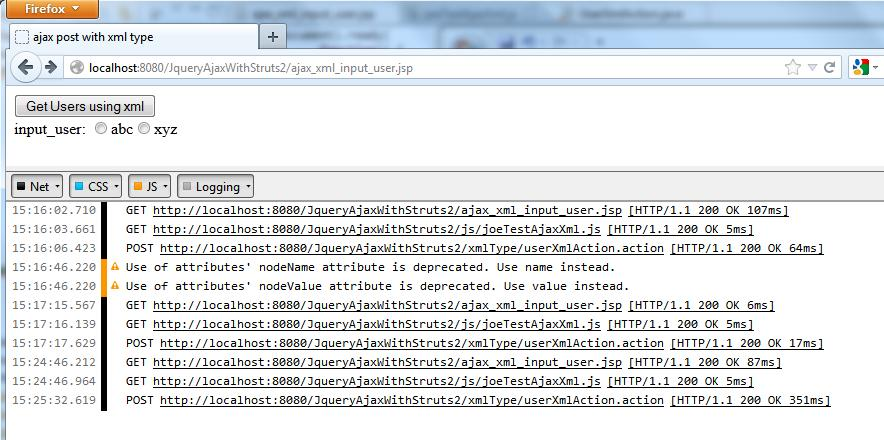 Firefox
ajax post with xml type
localhost:8080/JqueryAjaxWithStruts2/ajax_xml_input_user.jsp
Get Users using xml
input_user: abc xyz
Net CSS JS Logging
15:16:02.710 GET http://localhost:8080/JqueryAjaxWithStruts2/ajax_xml_input_user.jsp [HTTP/1.1 200 OK 107ms]
15:16:03.661 GET http://localhost:8080/JqueryAjaxWithStruts2/js/joeTestAjaxXml.js [HTTP/1.1 200 OK 5ms]
15:16:06.423 POST http://localhost:8080/JqueryAjaxWithStruts2/xmlType/userXmlAction.action [HTTP/1.1 200 OK 64ms]
15:16:46.220 Use of attributes' nodeName attribute is deprecated. Use name instead.
15:16:46.220 Use of attributes' nodeValue attribute is deprecated. Use value instead.
15:17:15.567 GET http://localhost:8080/JqueryAjaxWithStruts2/ajax_xml_input_user.jsp [HTTP/1.1 200 OK 6ms]
15:17:16.139 GET http://localhost:8080/JqueryAjaxWithStruts2/js/joeTestAjaxXml.js [HTTP/1.1 200 OK 5ms]
15:17:17.629 POST http://localhost:8080/JqueryAjaxWithStruts2/xmlType/userXmlAction.action [HTTP/1.1 200 OK 17ms]
15:24:46.212 GET http://localhost:8080/JqueryAjaxWithStruts2/ajax_xml_input_user.jsp [HTTP/1.1 200 OK 87ms]
15:24:46.964 GET http://localhost:8080/JqueryAjaxWithStruts2/js/joeTestAjaxXml.js [HTTP/1.1 200 OK 5ms]
15:25:32.619 POST http://localhost:8080/JqueryAjaxWithStruts2/xmlType/userXmlAction.action [HTTP/1.1 200 OK 351ms]